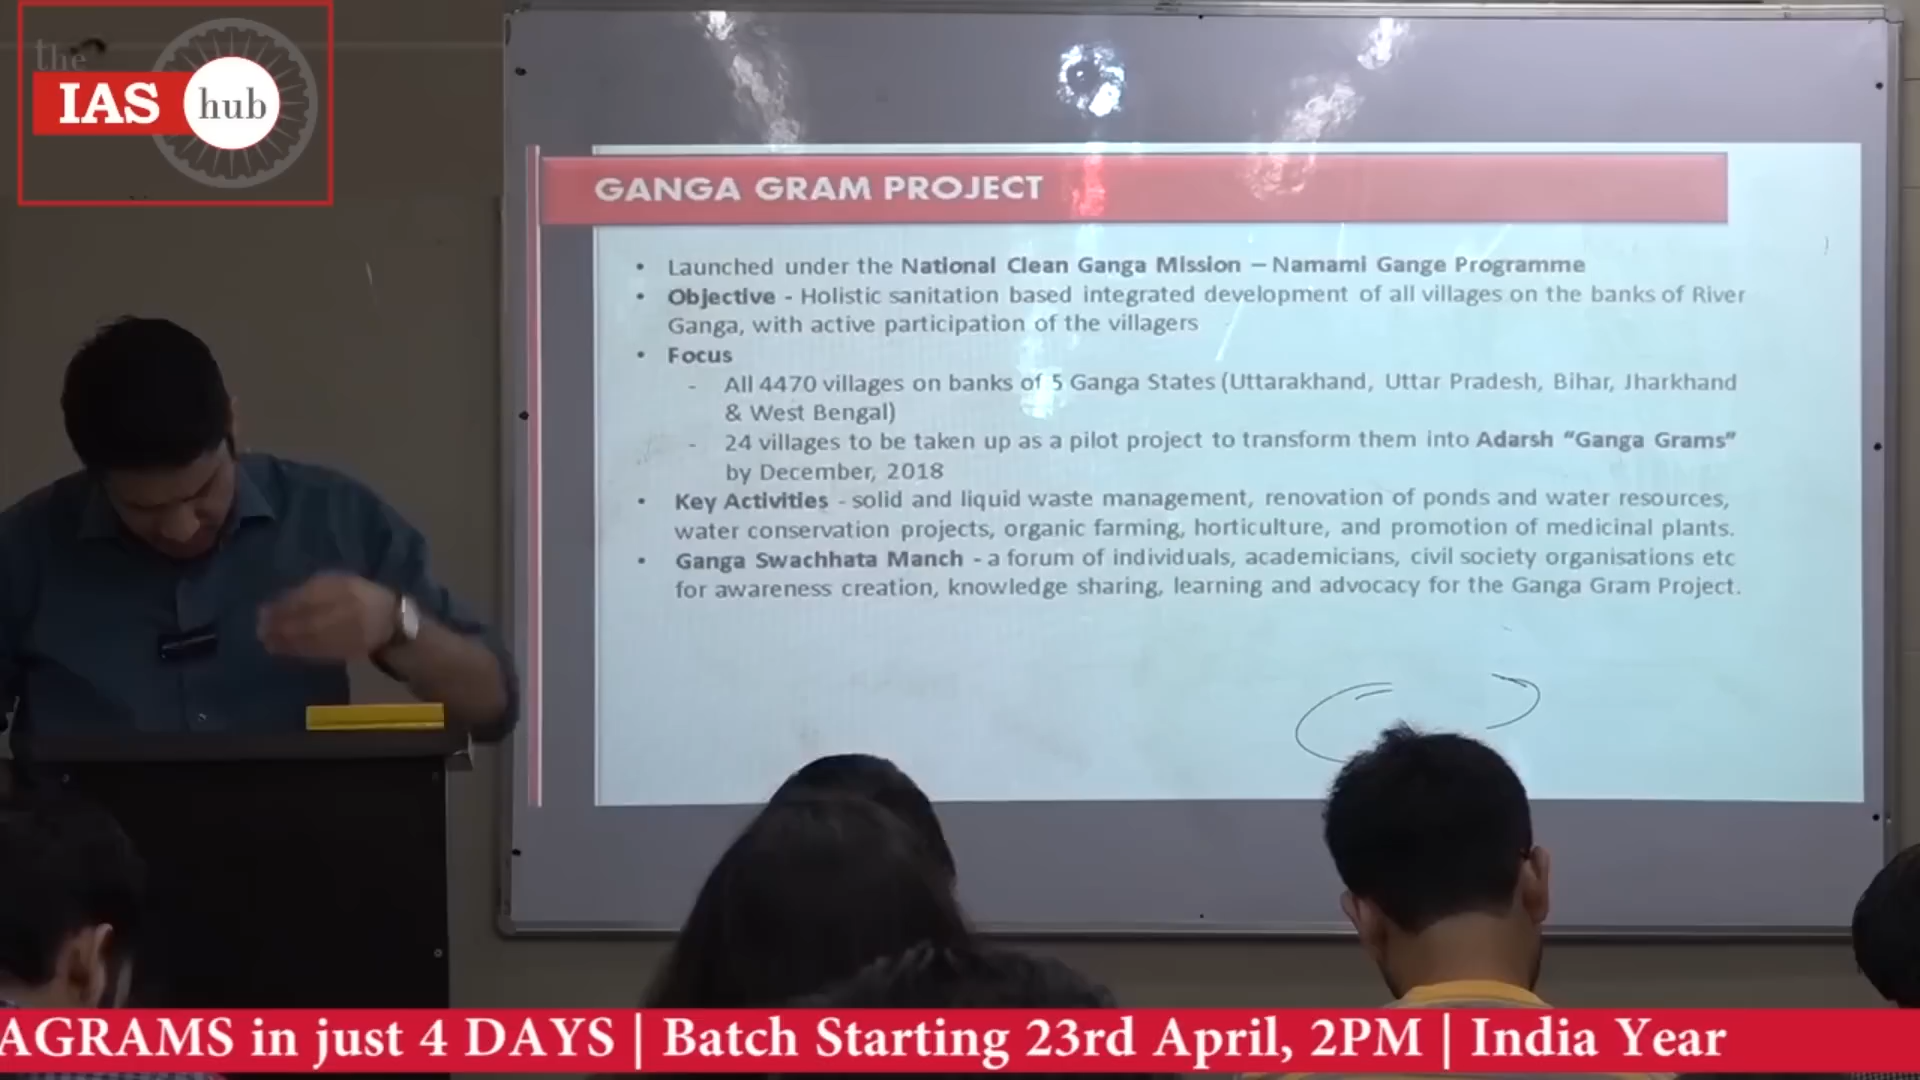 the
IAS hub
GANGA GRAM PROJECT
• Launched under the National Clean Ganga Mission – Namami Gange Programme
• Objective - Holistic sanitation based integrated development of all villages on the banks of River
Ganga, with active participation of the villagers
• Focus
- All 4470 villages on banks of 5 Ganga States (Uttarakhand, Uttar Pradesh, Bihar, Jharkhand
& West Bengal)
- 24 villages to be taken up as a pilot project to transform them into Adarsh “Ganga Grams”
by December, 2018
• Key Activities - solid and liquid waste management, renovation of ponds and water resources,
water conservation projects, organic farming, horticulture, and promotion of medicinal plants.
• Ganga Swachhata Manch - a forum of individuals, academicians, civil society organisations etc
for awareness creation, knowledge sharing, learning and advocacy for the Ganga Gram Project.
AGRAMS in just 4 DAYS | Batch Starting 23rd April, 2PM | India Year